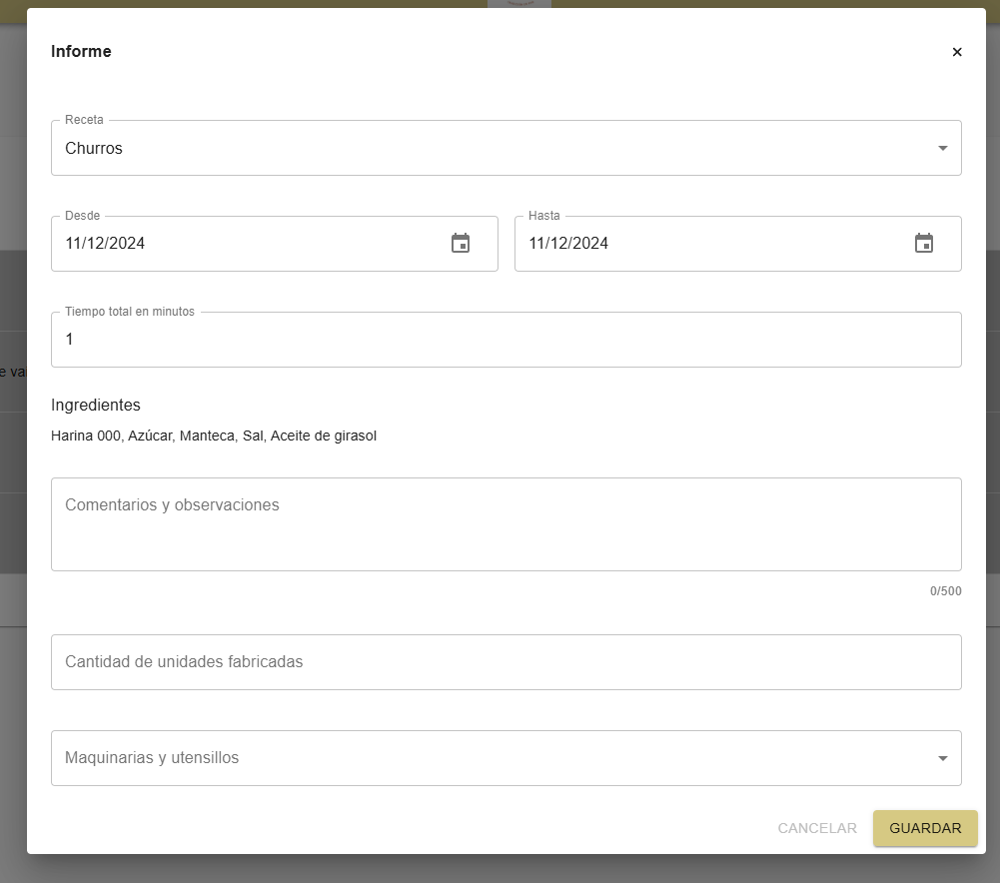 Informe
Receta
Churros
Desde
11/12/2024
Hasta
11/12/2024
Tiempo total en minutos
1
e va
Ingredientes
Harina 000, Azúcar, Manteca, Sal, Aceite de girasol
Comentarios y observaciones
0/500
Cantidad de unidades fabricadas
Maquinarias y utensillos
CANCELAR
GUARDAR